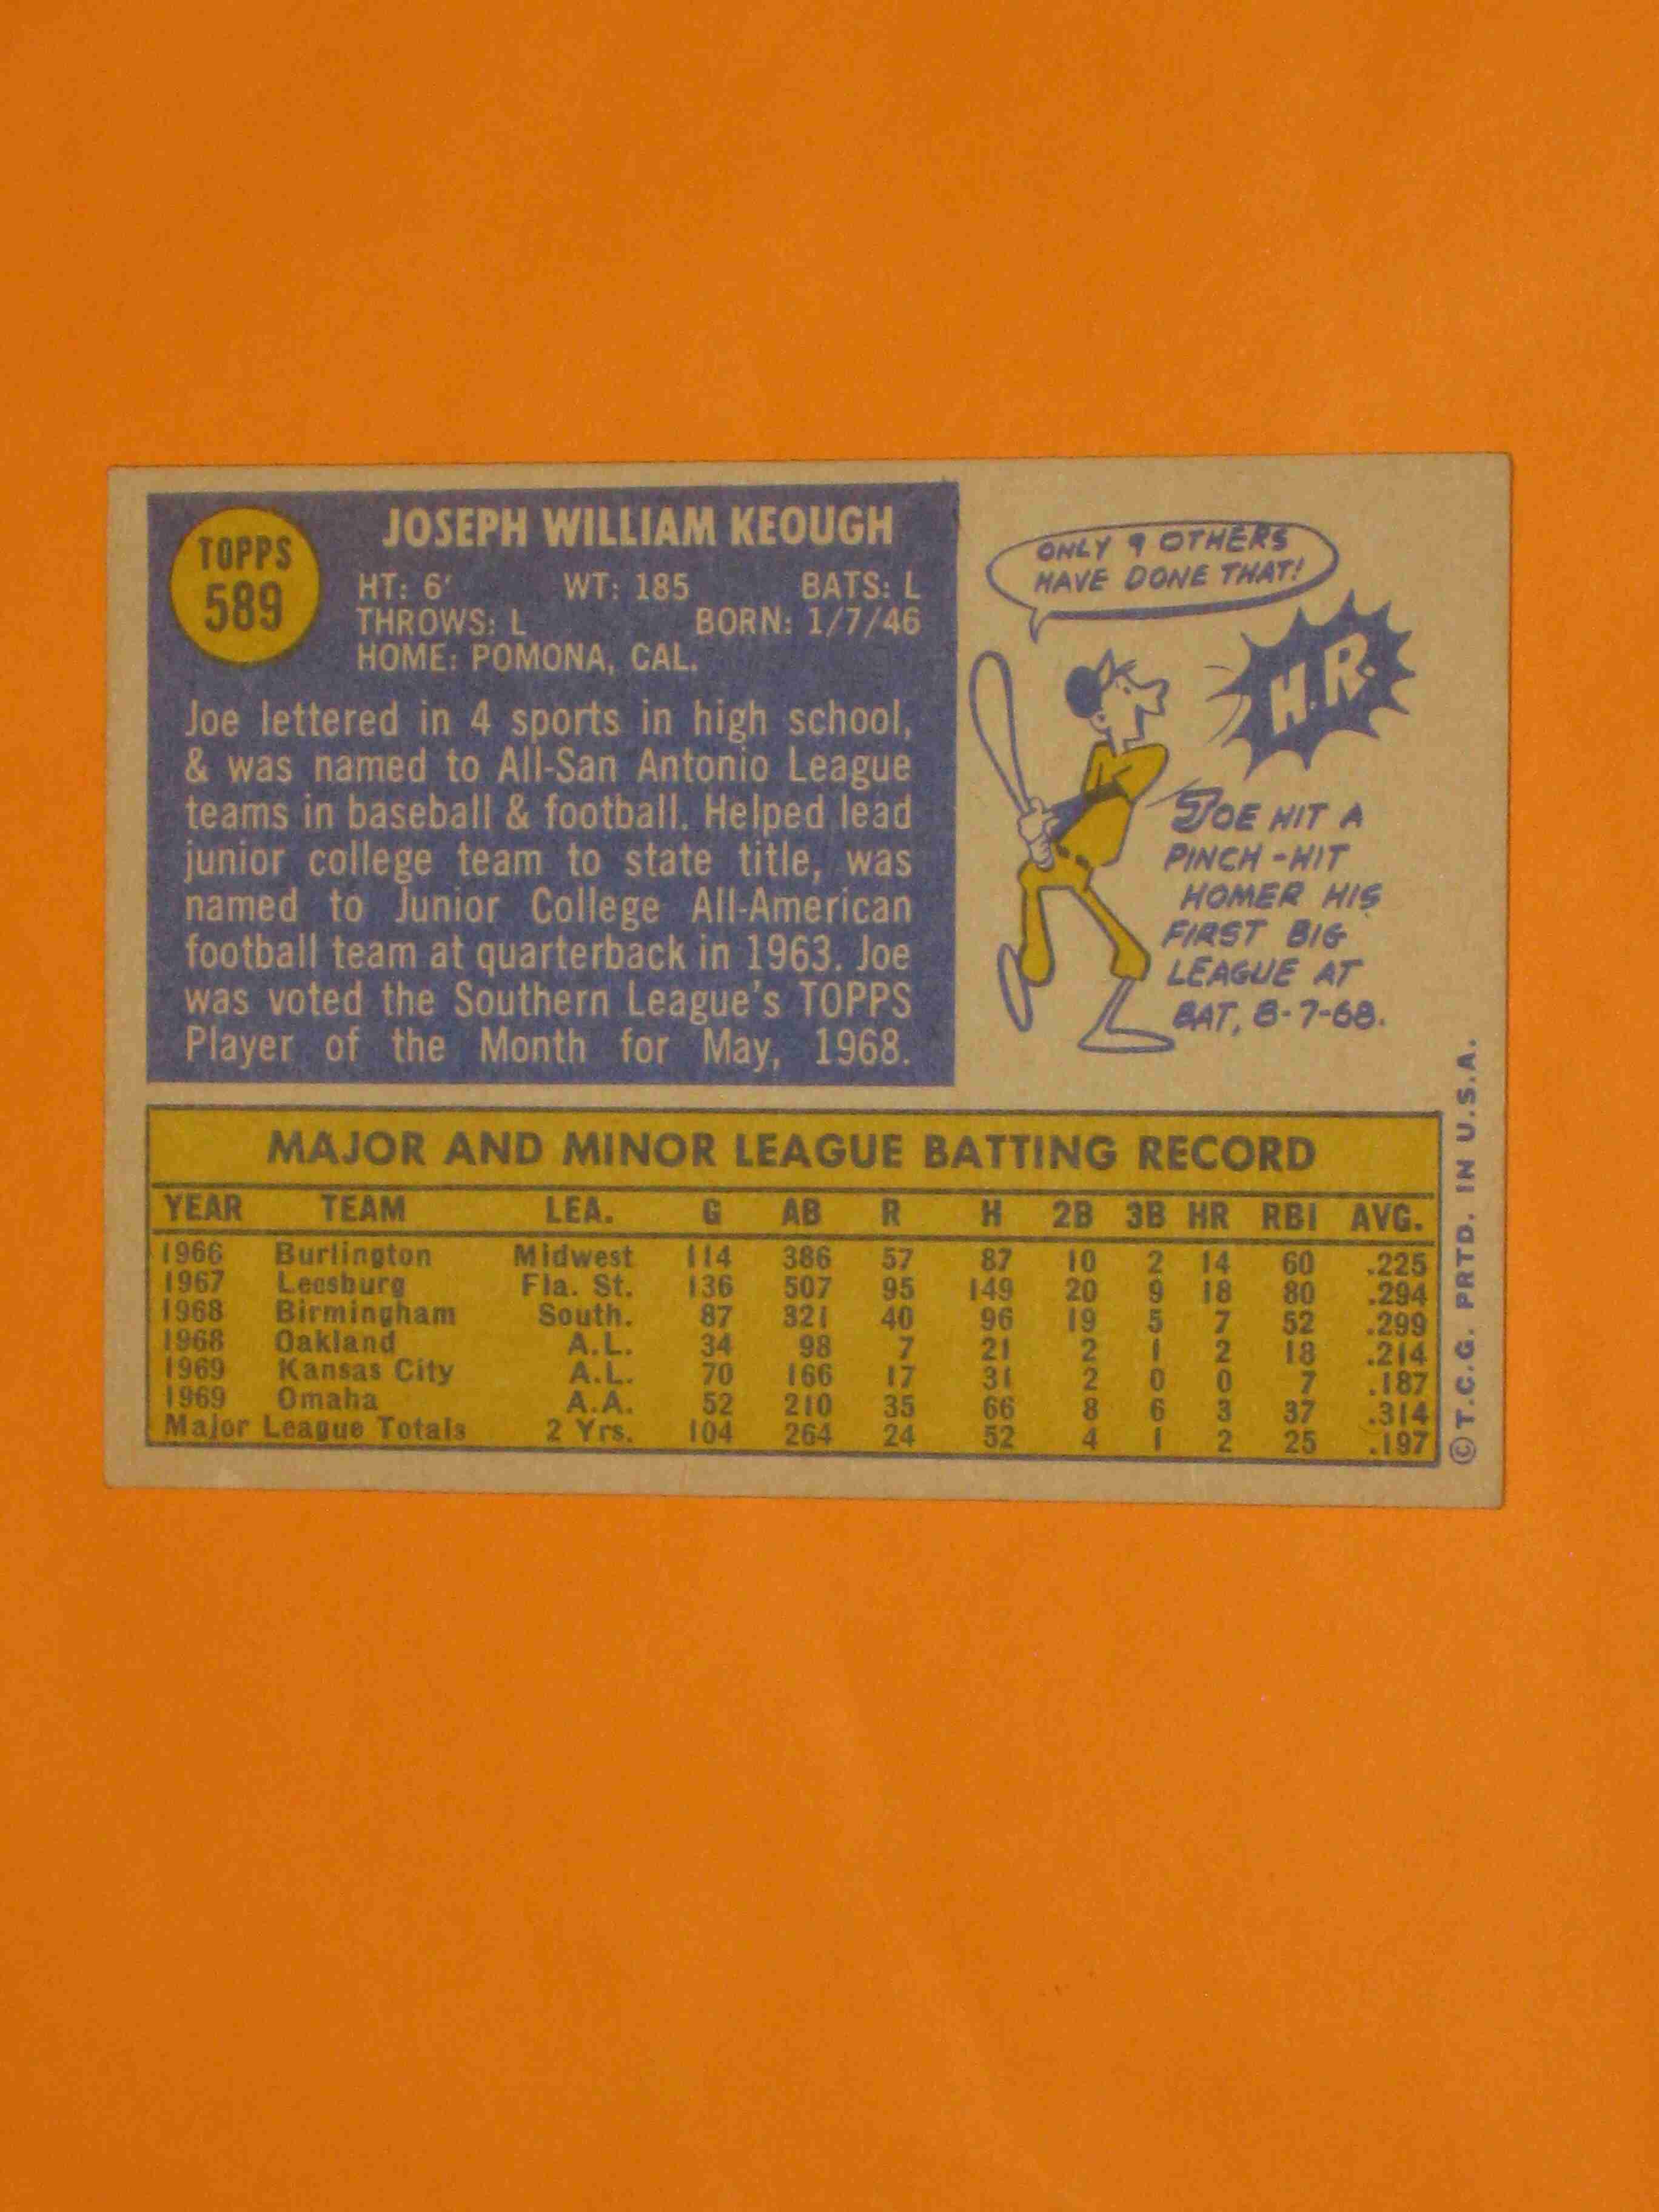 TOPPS
589
JOSEPH WILLIAM KEOUGH
HT: 6' WT: 185 BATS: L
THROWS: L BORN: 1/7/46
HOME: POMONA, CAL.
Joe lettered in 4 sports in high school,
& was named to All-San Antonio League
teams in baseball & football. Helped lead
junior college team to state title, was
named to Junior College All-American
football team at quarterback in 1963. Joe
was voted the Southern League's TOPPS
Player of the Month for May, 1968.
ONLY 9 OTHERS
HAVE DONE THAT!
H.R.
JOE HIT A
PINCH-HIT
HOMER HIS
FIRST BIG
LEAGUE AT
BAT, 8-7-68.
MAJOR AND MINOR LEAGUE BATTING RECORD
YEAR TEAM LEA. G AB R H 2B 3B HR RBI AVG.
1966 Burlington Midwest 114 386 57 87 10 2 14 60 .225
1967 Leesburg Fla. St. 136 507 95 149 20 9 18 80 .294
1968 Birmingham South. 87 321 40 96 19 5 7 52 .299
1968 Oakland A.L. 34 98 7 21 2 1 2 18 .214
1969 Kansas City A.L. 70 166 17 31 2 0 0 7 .187
1969 Omaha A.A. 52 210 35 66 8 6 3 37 .314
Major League Totals 2 Yrs. 104 264 24 52 4 1 2 25 .197
© T.C.G. PRTD. IN U.S.A.